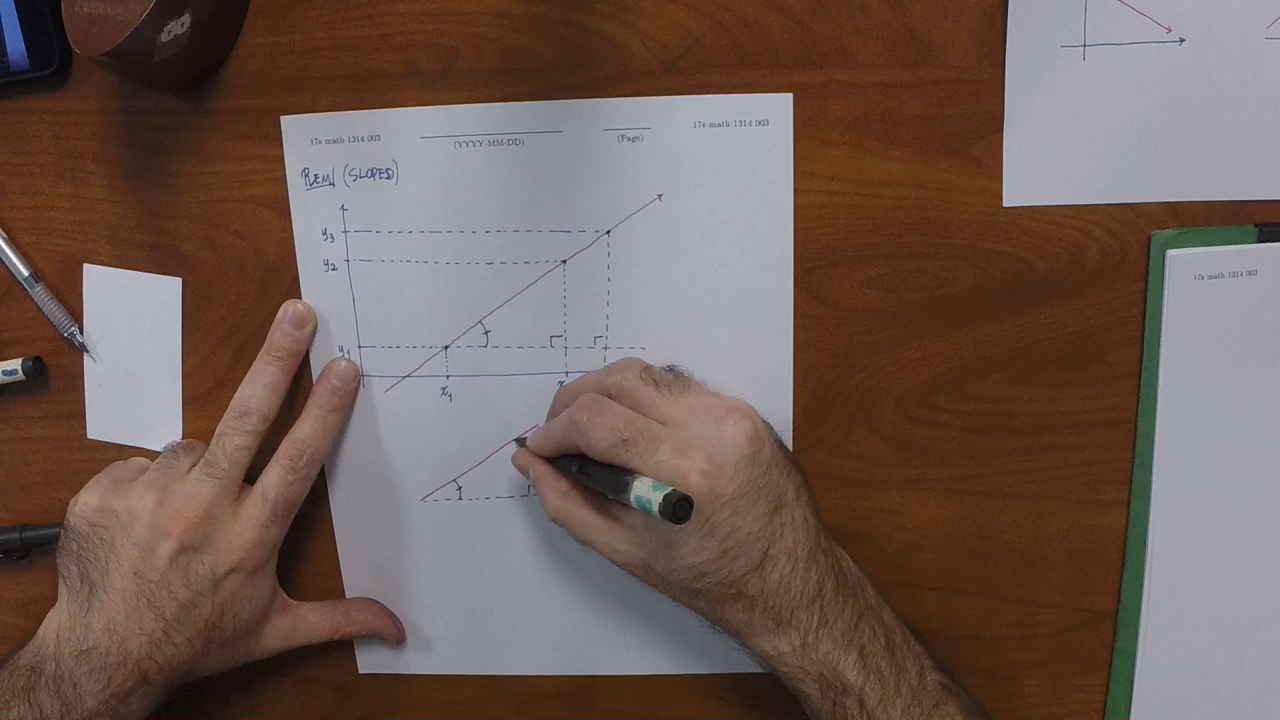 17s math 1314 003
(YYYY-MM-DD)
(Page)
17s math 1314 003
REM (SLOPES)
y3
y2
y1
x1
x
17s math 1314 003